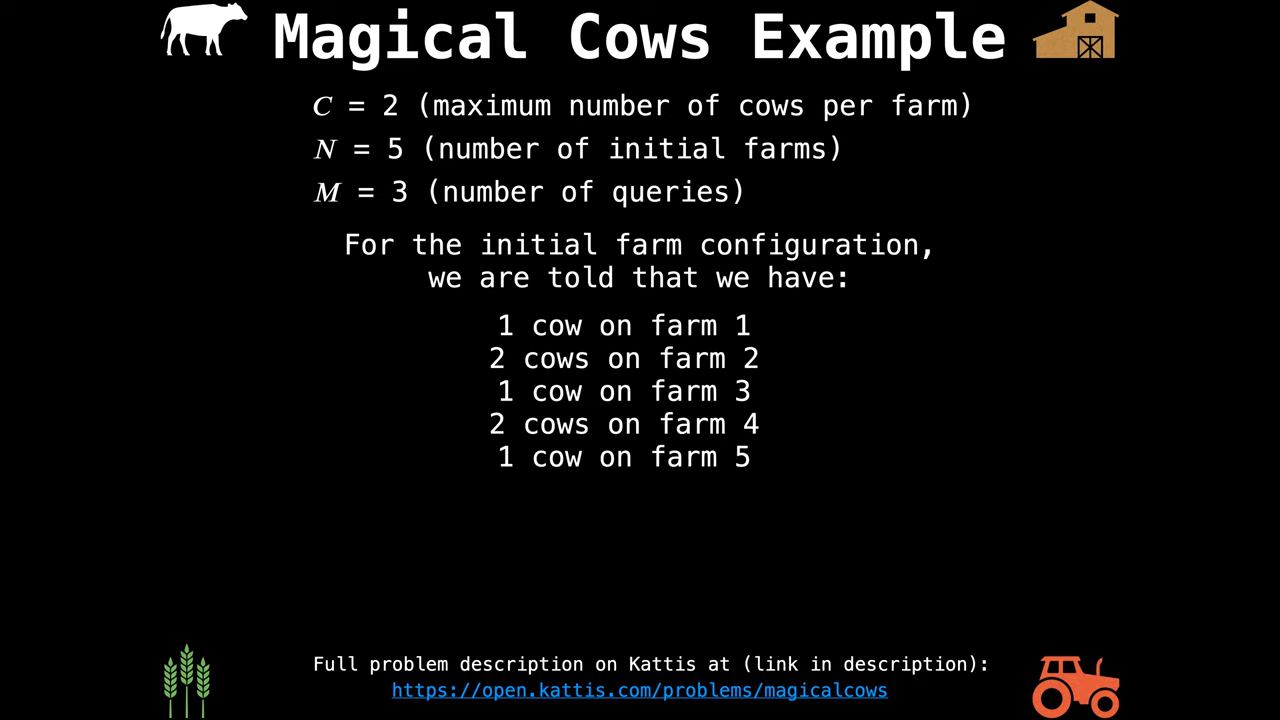 Magical Cows Example
C = 2 (maximum number of cows per farm)
N = 5 (number of initial farms)
M = 3 (number of queries)
For the initial farm configuration,
we are told that we have:
1 cow on farm 1
2 cows on farm 2
1 cow on farm 3
2 cows on farm 4
1 cow on farm 5
Full problem description on Kattis at (link in description):
https://open.kattis.com/problems/magicalcows